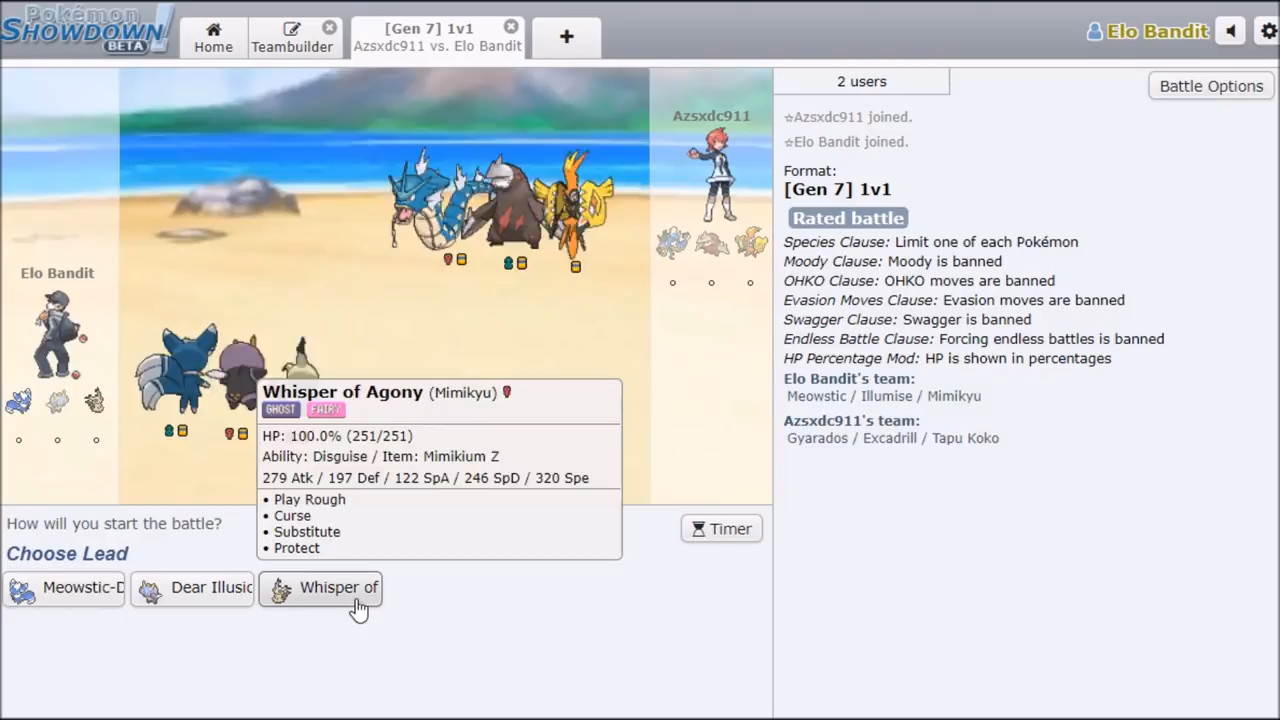 Pokémon
SHOWDOWN!
BETA
Home
Teambuilder
[Gen 7] 1v1
Azsxdc911 vs. Elo Bandit
+
Elo Bandit
2 users
Battle Options
☆Azsxdc911 joined.
☆Elo Bandit joined.
Format:
[Gen 7] 1v1
Rated battle
Species Clause: Limit one of each Pokémon
Moody Clause: Moody is banned
OHKO Clause: OHKO moves are banned
Evasion Moves Clause: Evasion moves are banned
Swagger Clause: Swagger is banned
Endless Battle Clause: Forcing endless battles is banned
HP Percentage Mod: HP is shown in percentages
Elo Bandit's team:
Meowstic / Illumise / Mimikyu
Azsxdc911's team:
Gyarados / Excadrill / Tapu Koko
Azsxdc911
Elo Bandit
Whisper of Agony (Mimikyu)
GHOST FAIRY
HP: 100.0% (251/251)
Ability: Disguise / Item: Mimikium Z
279 Atk / 197 Def / 122 SpA / 246 SpD / 320 Spe
• Play Rough
• Curse
• Substitute
• Protect
How will you start the battle?
Timer
Choose Lead
Meowstic-D
Dear Illusic
Whisper of